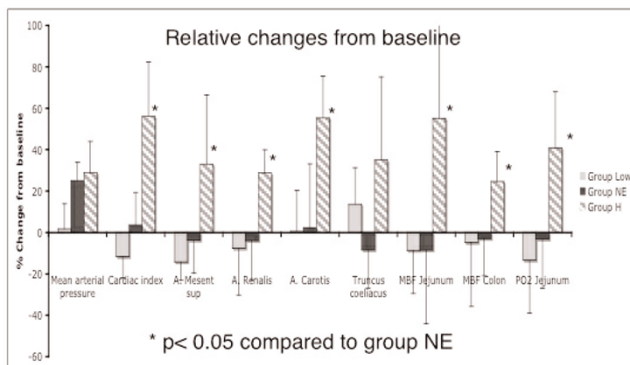 Relative changes from baseline
% Change from baseline
100
80
60
40
20
0
-20
-40
-60
*
*
*
*
*
*
*
Mean arterial
pressure
Cardiac index
A. Mesent
sup
A. Renalis
A. Carotis
Truncus
coeliacus
MBF Jejunum
MBF Colon
PO2 Jejunum
Group Low
Group NE
Group H
* p< 0.05 compared to group NE